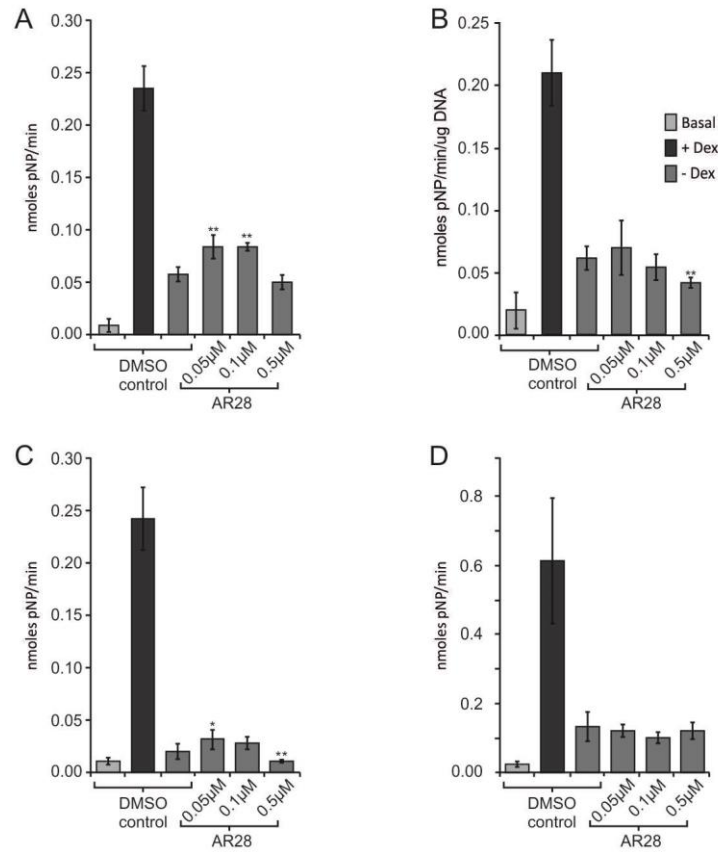 A
nmoles pNP/min
0.30
0.25
0.20
0.15
0.10
0.05
0.00
**
**
DMSO
control
0.05µM
0.1µM
0.5µM
AR28
B
nmoles pNP/min/ug DNA
0.25
0.20
0.15
0.10
0.05
0.00
**
Basal
+ Dex
- Dex
DMSO
control
0.05µM
0.1µM
0.5µM
AR28
C
nmoles pNP/min
0.30
0.25
0.20
0.15
0.10
0.05
0.00
*
**
DMSO
control
0.05µM
0.1µM
0.5µM
AR28
D
nmoles pNP/min
0.8
0.6
0.4
0.2
0.00
DMSO
control
0.05µM
0.1µM
0.5µM
AR28